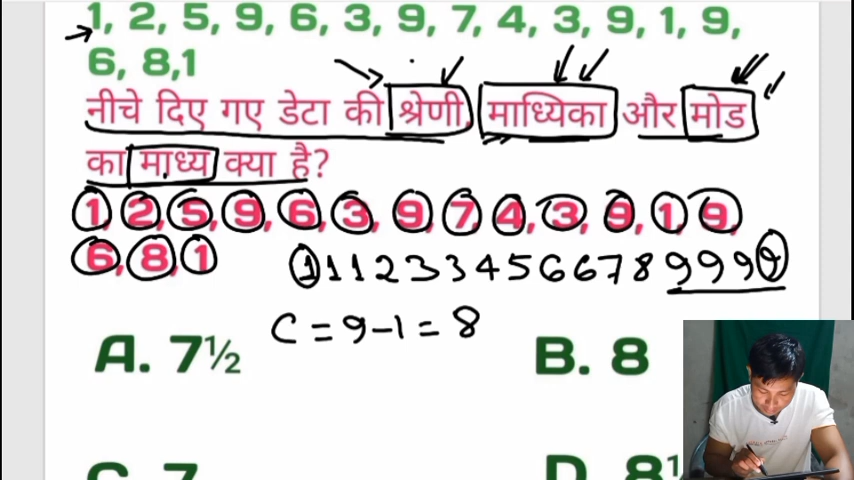 1, 2, 5, 9, 6, 3, 9, 7, 4, 3, 9, 1, 9,
6, 8,1
नीचे दिए गए डेटा की श्रेणी, माध्यिका और मोड
का माध्य क्या है?
1, 2, 5, 9, 6, 3, 9, 7, 4, 3, 9, 1, 9,
6, 8, 1
1 1 1 2 3 3 4 5 6 6 7 8 9 9 9 9
C = 9 - 1 = 8
A. 7½ B. 8
C. 7 D. 8